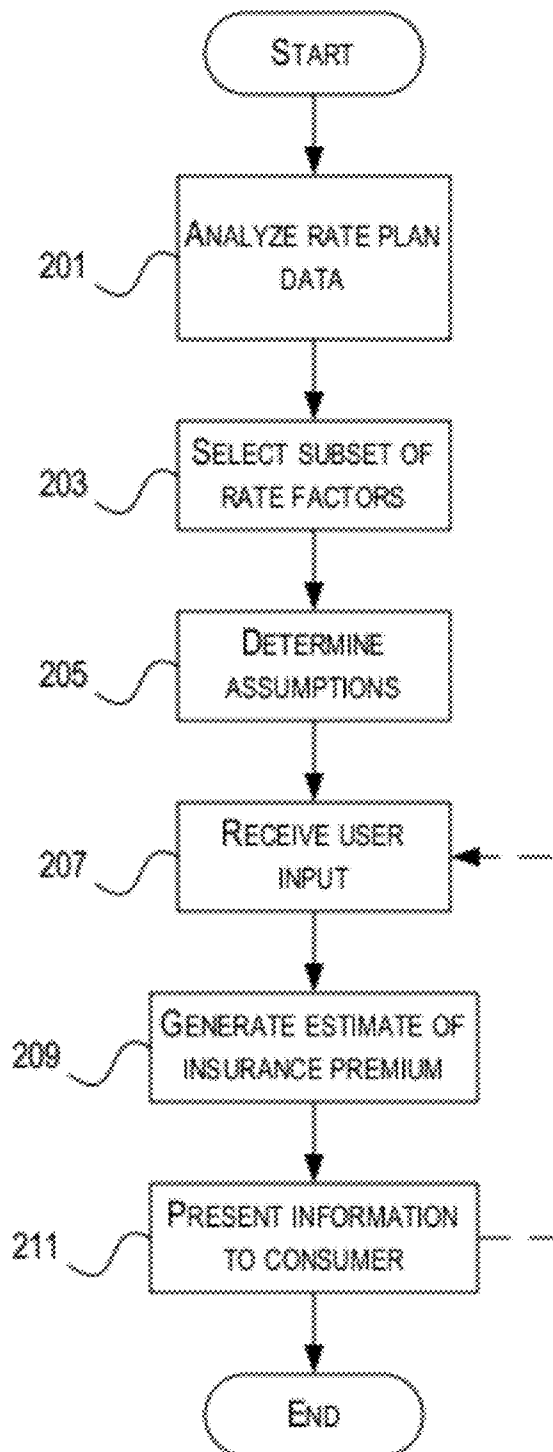 START
ANALYZE RATE PLAN
DATA
201
SELECT SUBSET OF
RATE FACTORS
203
DETERMINE
ASSUMPTIONS
205
RECEIVE USER
INPUT
207
GENERATE ESTIMATE OF
INSURANCE PREMIUM
209
PRESENT INFORMATION
TO CONSUMER
211
END